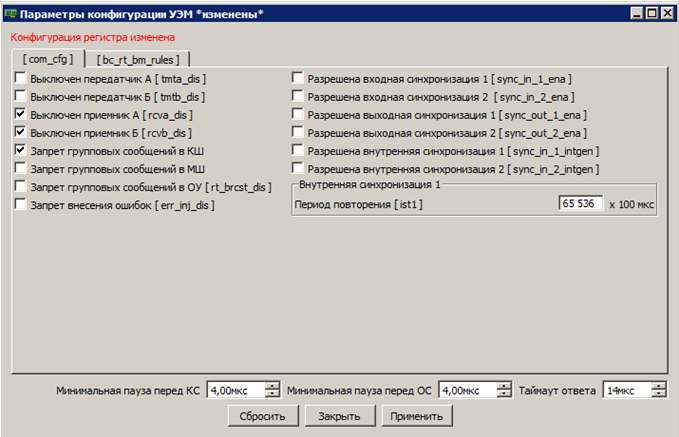 Параметры конфигурации УЭМ *изменены*
Конфигурация регистра изменена
[ com_cfg ] [ bc_rt_bm_rules ]
Выключен передатчик А [ tmta_dis ]
Выключен передатчик Б [ tmtb_dis ]
Выключен приемник А [ rcva_dis ]
Выключен приемник Б [ rcvb_dis ]
Запрет групповых сообщений в КШ
Запрет групповых сообщений в МШ
Запрет групповых сообщений в ОУ [ rt_brcst_dis ]
Запрет внесения ошибок [ err_inj_dis ]
Разрешена входная синхронизация 1 [ sync_in_1_ena ]
Разрешена входная синхронизация 2 [ sync_in_2_ena ]
Разрешена выходная синхронизация 1 [ sync_out_1_ena ]
Разрешена выходная синхронизация 2 [ sync_out_2_ena ]
Разрешена внутренняя синхронизация 1 [ sync_in_1_intgen ]
Разрешена внутренняя синхронизация 2 [ sync_in_2_intgen ]
Внутренняя синхронизация 1
Период повторения [ ist1 ] 65 536 x 100 мкс
Минимальная пауза перед КС 4,00мкс Минимальная пауза перед ОС 4,00мкс Таймаут ответа 14мкс
Сбросить Закрыть Применить